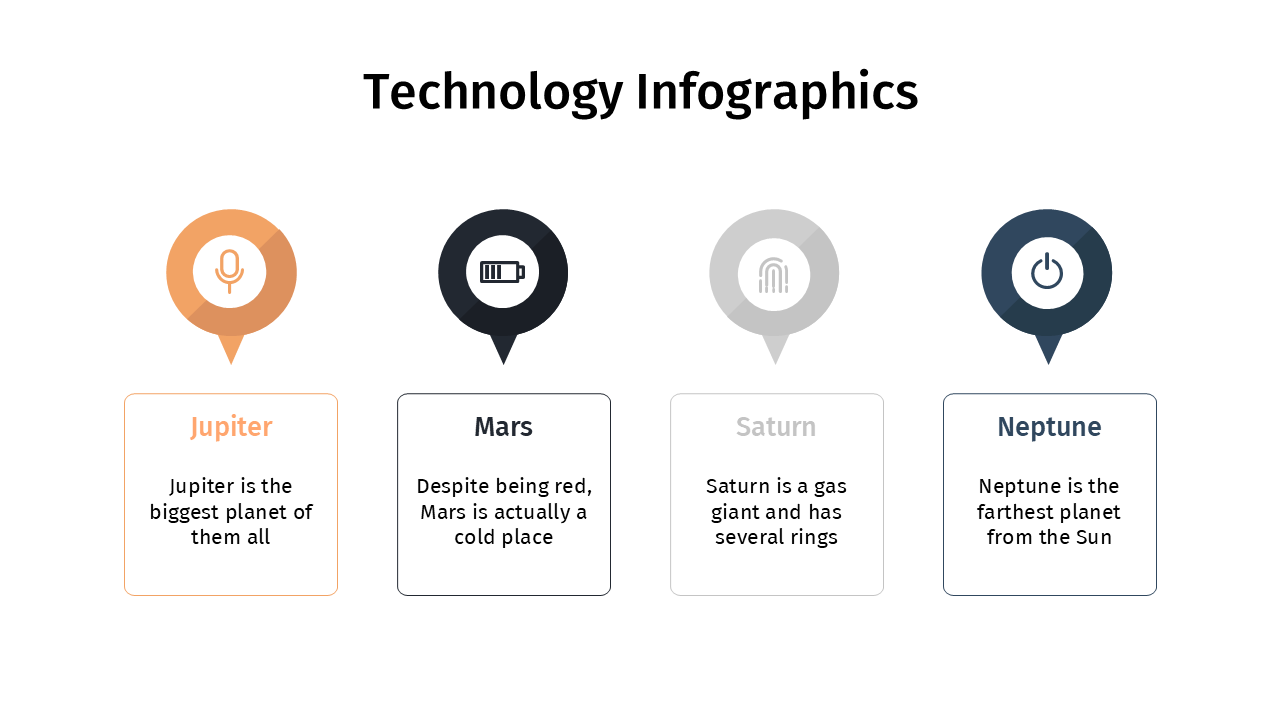 Technology Infographics
Jupiter
Jupiter is the
biggest planet of
them all
Mars
Despite being red,
Mars is actually a
cold place
Saturn
Saturn is a gas
giant and has
several rings
Neptune
Neptune is the
farthest planet
from the Sun